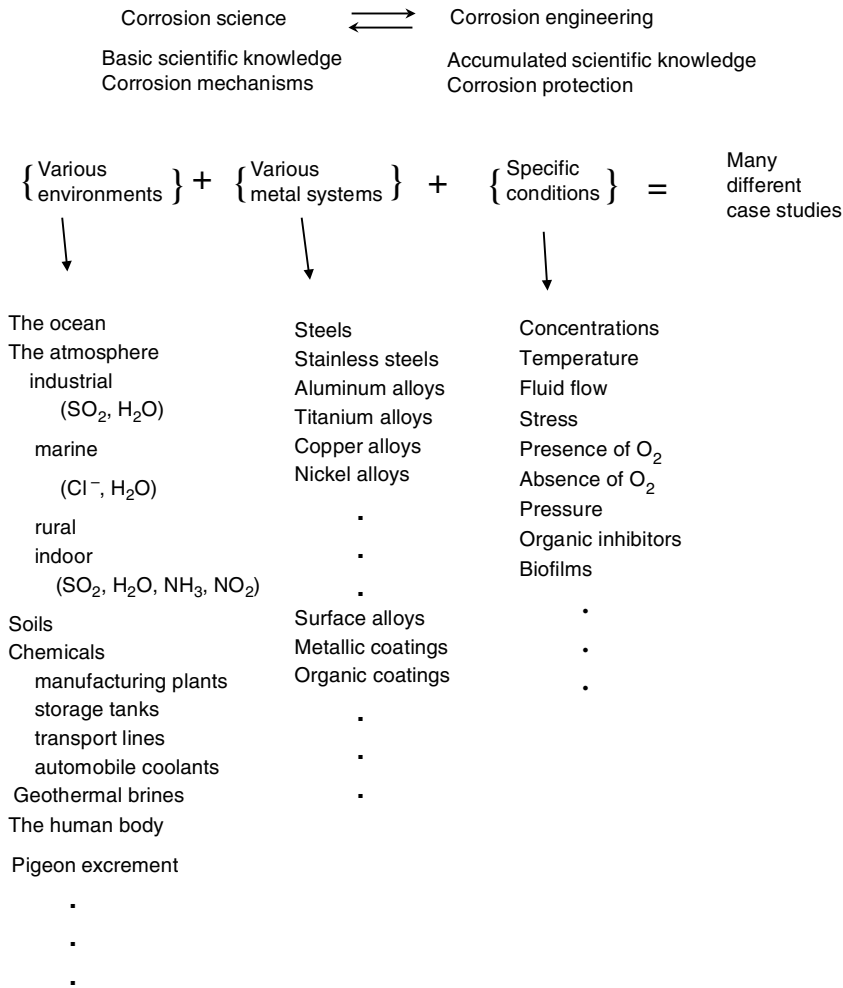 Corrosion science ⇄ Corrosion engineering
Basic scientific knowledge
Corrosion mechanisms
Accumulated scientific knowledge
Corrosion protection
{Various environments} + {Various metal systems} + {Specific conditions} = Many different case studies
The ocean
The atmosphere
industrial
(SO₂, H₂O)
marine
(Cl⁻, H₂O)
rural
indoor
(SO₂, H₂O, NH₃, NO₂)
Soils
Chemicals
manufacturing plants
storage tanks
transport lines
automobile coolants
Geothermal brines
The human body
Pigeon excrement
.
.
.
Steels
Stainless steels
Aluminum alloys
Titanium alloys
Copper alloys
Nickel alloys
.
.
.
Surface alloys
Metallic coatings
Organic coatings
.
.
.
Concentrations
Temperature
Fluid flow
Stress
Presence of O₂
Absence of O₂
Pressure
Organic inhibitors
Biofilms
.
.
.